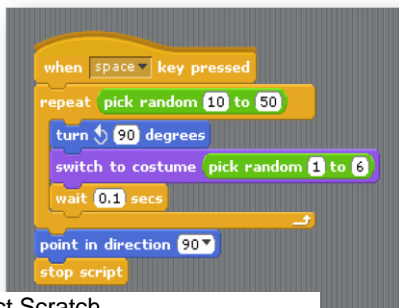 when space key pressed
repeat pick random 10 to 50
turn 90 degrees
switch to costume pick random 1 to 6
wait 0.1 secs
point in direction 90
stop script